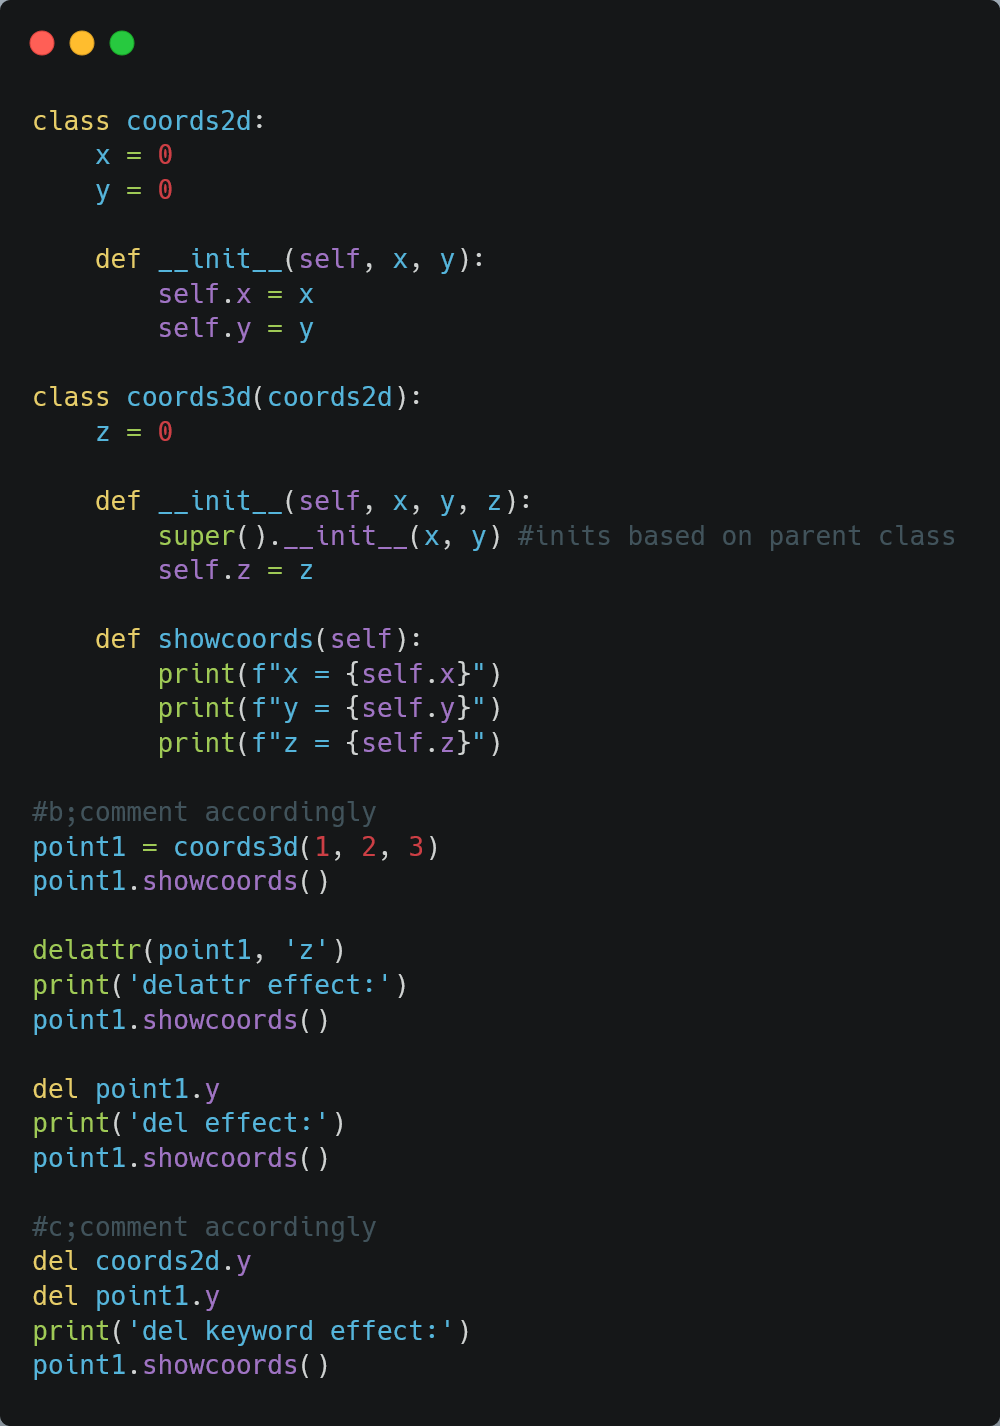 class coords2d:
    x = 0
    y = 0

    def __init__(self, x, y):
        self.x = x
        self.y = y

class coords3d(coords2d):
    z = 0

    def __init__(self, x, y, z):
        super().__init__(x, y) #inits based on parent class
        self.z = z

    def showcoords(self):
        print(f"x = {self.x}")
        print(f"y = {self.y}")
        print(f"z = {self.z}")

#b;comment accordingly
point1 = coords3d(1, 2, 3)
point1.showcoords()

delattr(point1, 'z')
print('delattr effect:')
point1.showcoords()

del point1.y
print('del effect:')
point1.showcoords()

#c;comment accordingly
del coords2d.y
del point1.y
print('del keyword effect:')
point1.showcoords()